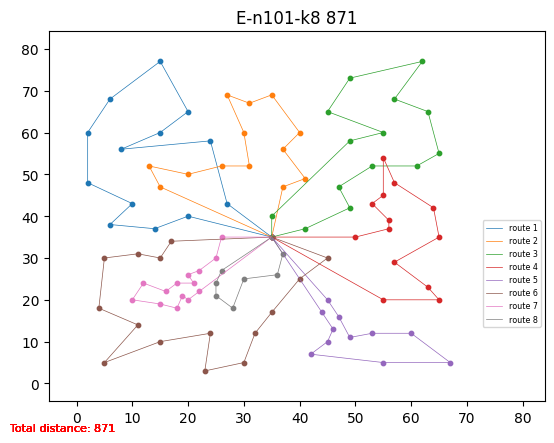 E-n101-k8 871
80
70
60
50
40
30
20
10
0
route 1
route 2
route 3
route 4
route 5
route 6
route 7
route 8
0 10 20 30 40 50 60 70 80
Total distance: 871